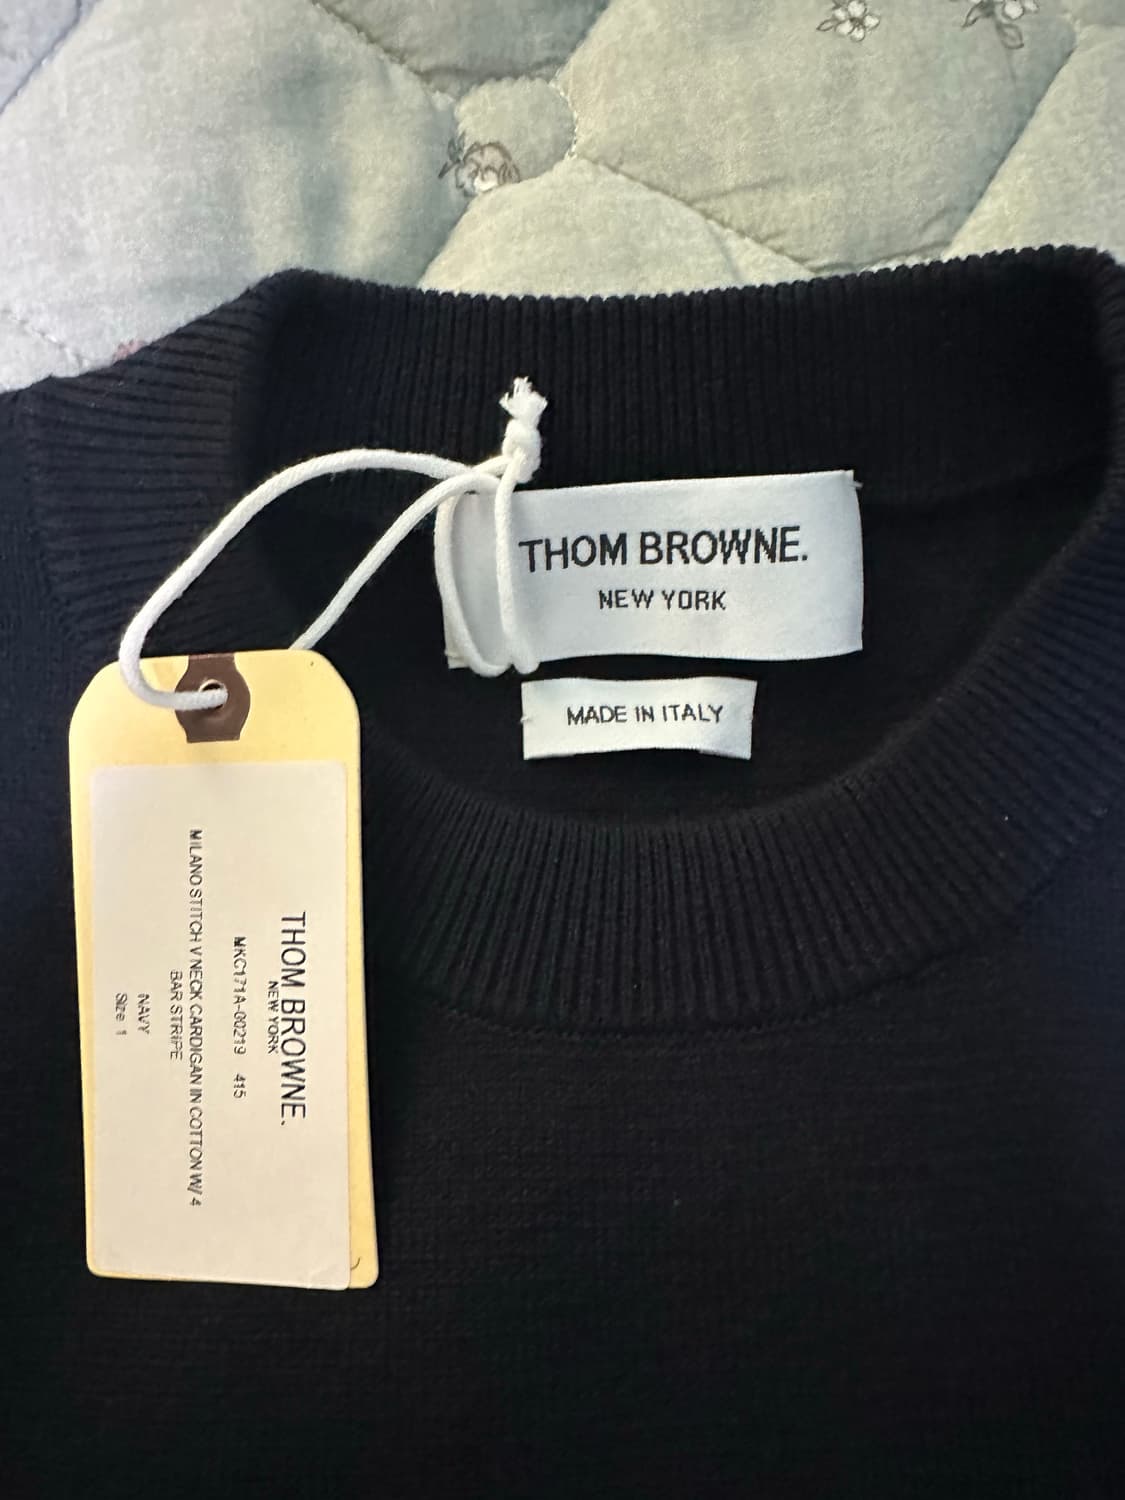 THOM BROWNE.
NEW YORK
MADE IN ITALY
THOM BROWNE.
NEW YORK
MKC171A-00219 415
MILANO STITCH V NECK CARDIGAN IN COTTON W/ 4
BAR STRIPE
NAVY
Size 1